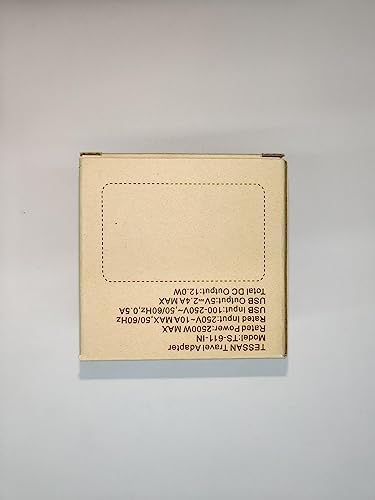 TESSAN Travel Adapter
Model:TS-611-IN
Rated Power:2500W MAX
Rated Input:250V~10A MAX,50/60Hz
USB Input:100-250V~,50/60Hz,0.5A
USB Output:5V⎓2.4A MAX
Total DC Output:12.0W